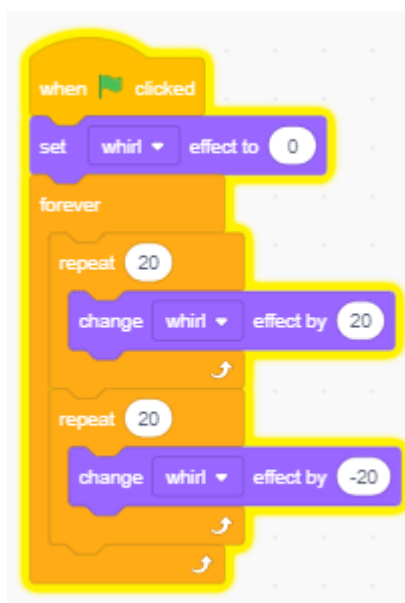 when clicked
set whirl effect to 0
forever
repeat 20
change whirl effect by 20
repeat 20
change whirl effect by -20